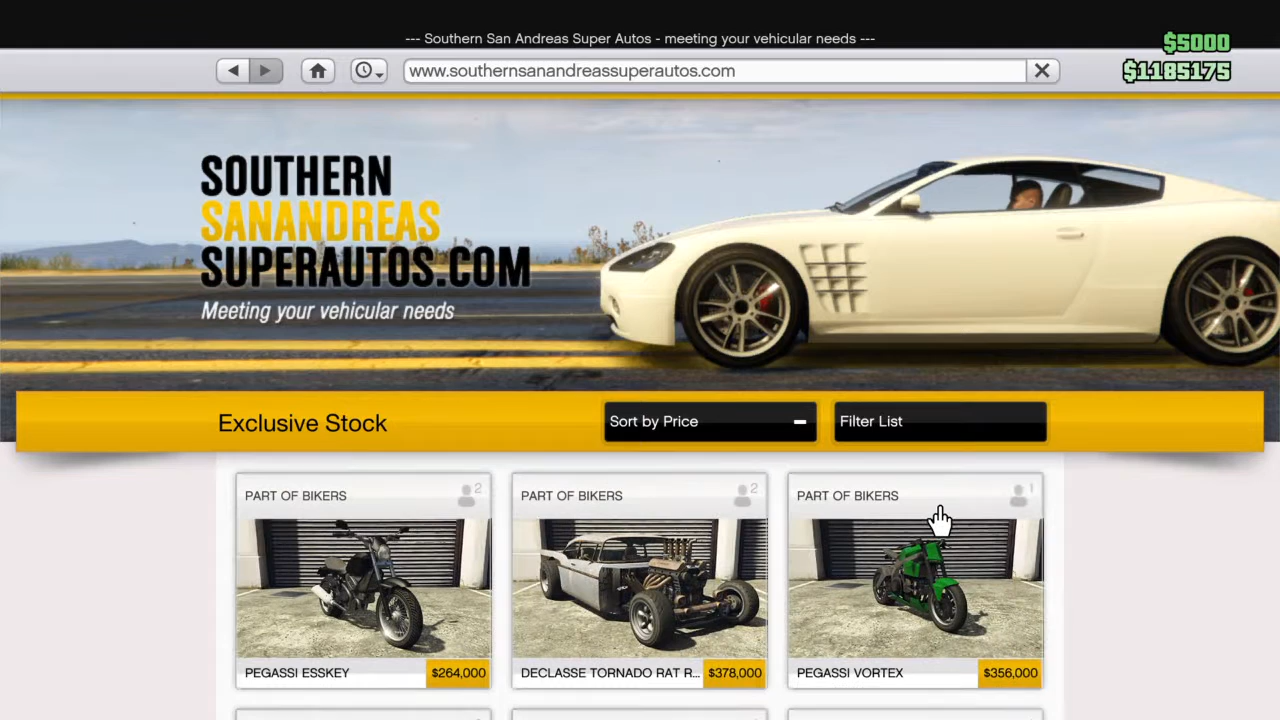 --- Southern San Andreas Super Autos - meeting your vehicular needs ---
$5000
www.southernsanandreassuperautos.com
$1185175
SOUTHERN
SANANDREAS
SUPERAUTOS.COM
Meeting your vehicular needs
Exclusive Stock
Sort by Price
Filter List
PART OF BIKERS 2
PART OF BIKERS 2
PART OF BIKERS 1
PEGASSI ESSKEY $264,000
DECLASSE TORNADO RAT R... $378,000
PEGASSI VORTEX $356,000